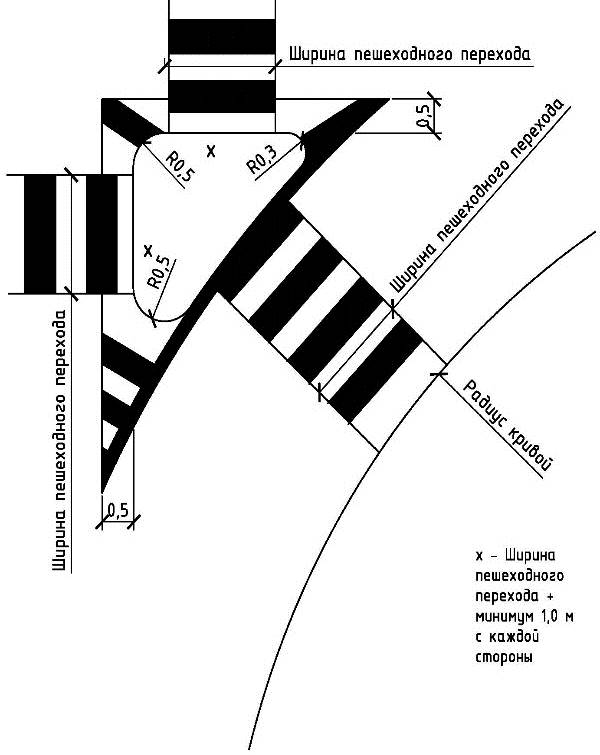 Ширина пешеходного перехода
0,5
Ширина пешеходного перехода
x
R0,5
R0,3
x
R0,5
Ширина пешеходного перехода
Радиус кривой
0,5
x – Ширина
пешеходного
перехода +
минимум 1,0 м
с каждой
стороны